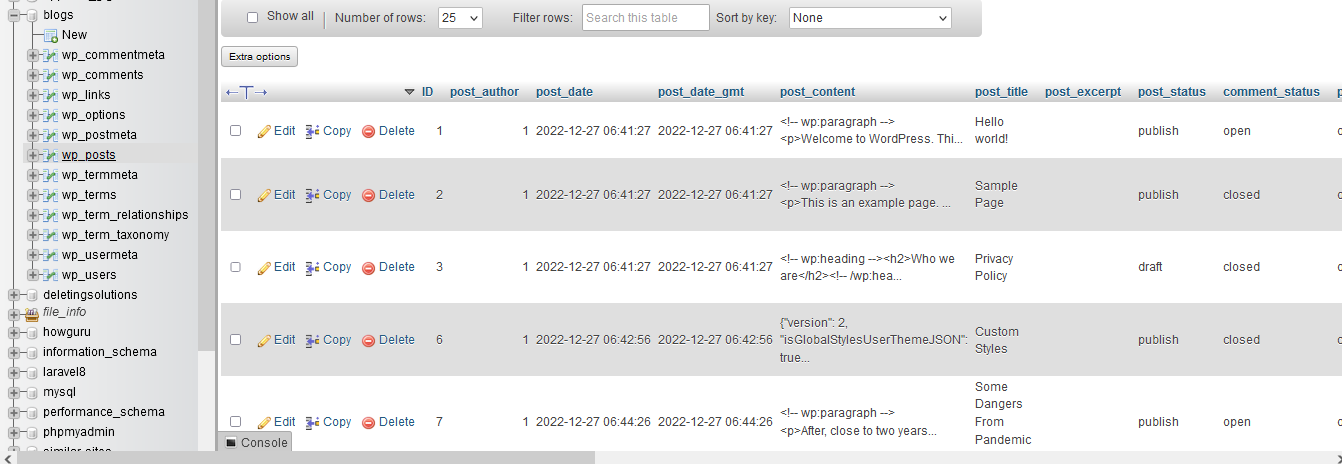 blogs
New
wp_commentmeta
wp_comments
wp_links
wp_options
wp_postmeta
wp_posts
wp_termmeta
wp_terms
wp_term_relationships
wp_term_taxonomy
wp_usermeta
wp_users
deletingsolutions
file_info
howguru
information_schema
laravel8
mysql
performance_schema
phpmyadmin
Show all Number of rows: 25 Filter rows: Search this table Sort by key: None
Extra options
←T→ ID post_author post_date post_date_gmt post_content post_title post_excerpt post_status comment_status
Edit Copy Delete 1 1 2022-12-27 06:41:27 2022-12-27 06:41:27 <!-- wp:paragraph -->
<p>Welcome to WordPress. Thi... Hello
world! publish open
Edit Copy Delete 2 1 2022-12-27 06:41:27 2022-12-27 06:41:27 <!-- wp:paragraph -->
<p>This is an example page. ... Sample
Page publish closed
Edit Copy Delete 3 1 2022-12-27 06:41:27 2022-12-27 06:41:27 <!-- wp:heading --><h2>Who we
are</h2><!-- /wp:hea... Privacy
Policy draft closed
Edit Copy Delete 6 1 2022-12-27 06:42:56 2022-12-27 06:42:56 {"version": 2,
"isGlobalStylesUserThemeJSON":
true... Custom
Styles publish closed
Edit Copy Delete 7 1 2022-12-27 06:44:26 2022-12-27 06:44:26 <!-- wp:paragraph -->
<p>After, close to two years... Some
Dangers
From
Pandemic publish open
Console